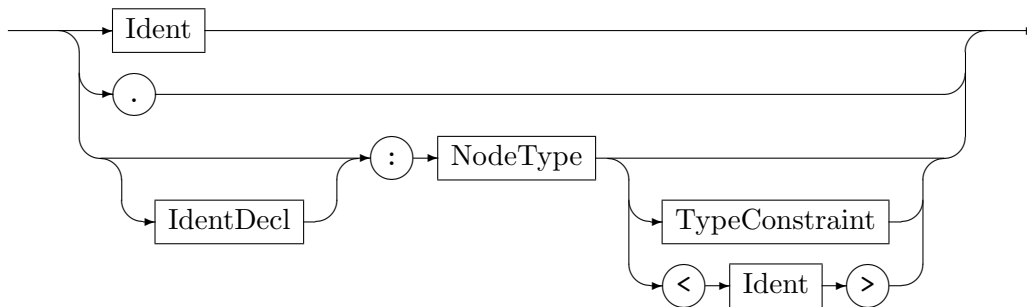 Ident
.
: NodeType
IdentDecl TypeConstraint
< Ident >